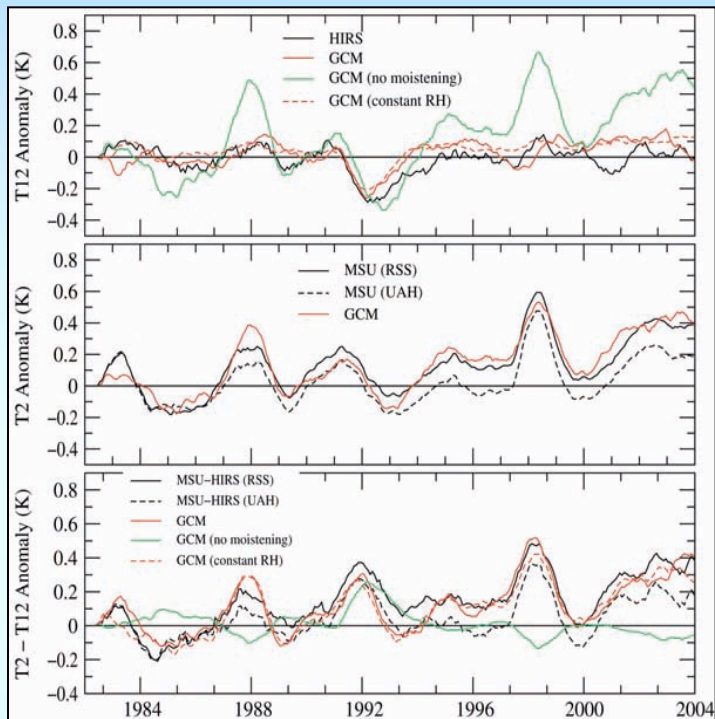 T12 Anomaly (K)
0.8
0.6
0.4
0.2
0
-0.2
-0.4
HIRS
GCM
GCM (no moistening)
GCM (constant RH)
T2 Anomaly (K)
0.8
0.6
0.4
0.2
0
-0.2
-0.4
MSU (RSS)
MSU (UAH)
GCM
T2 – T12 Anomaly (K)
0.8
0.6
0.4
0.2
0
-0.2
-0.4
MSU-HIRS (RSS)
MSU-HIRS (UAH)
GCM
GCM (no moistening)
GCM (constant RH)
1984
1988
1992
1996
2000
2004